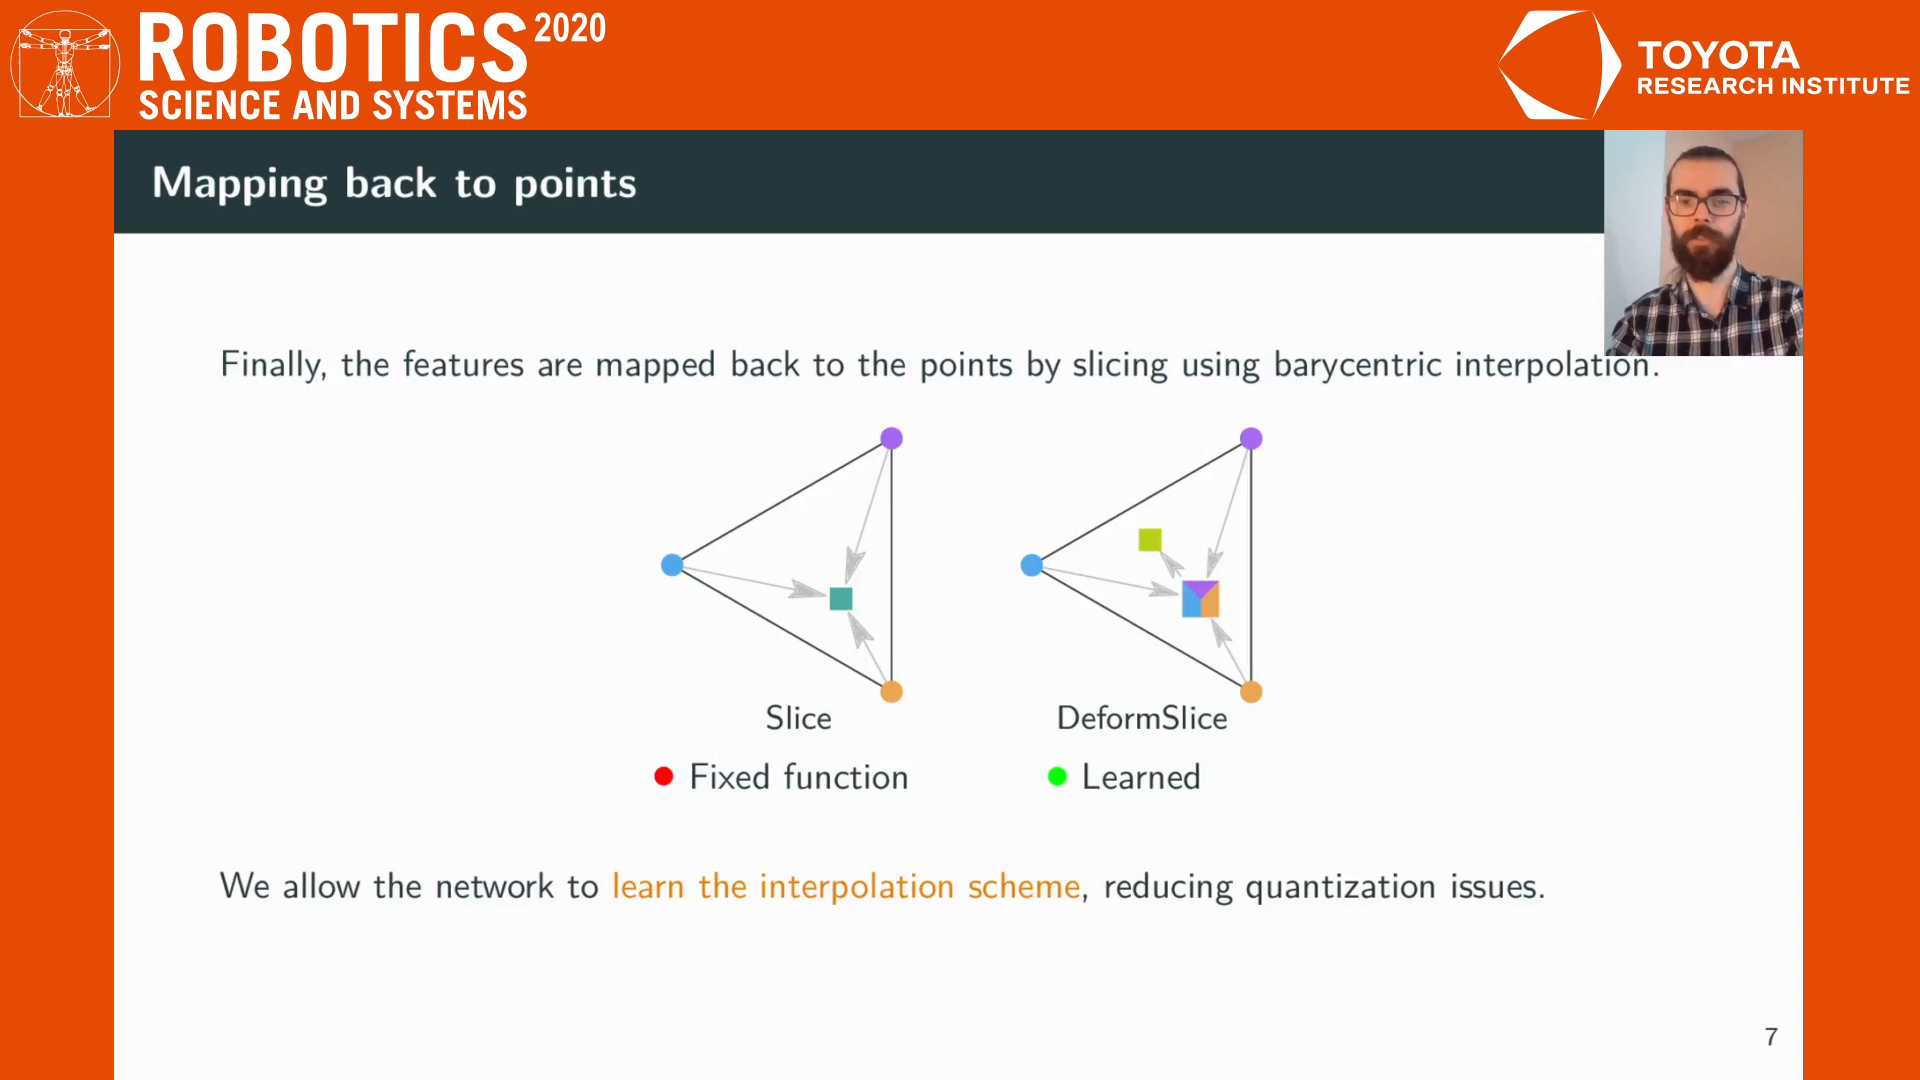 ROBOTICS 2020
SCIENCE AND SYSTEMS
TOYOTA
RESEARCH INSTITUTE
Mapping back to points
Finally, the features are mapped back to the points by slicing using barycentric interpolation.
Slice
DeformSlice
Fixed function
Learned
We allow the network to learn the interpolation scheme, reducing quantization issues.
7